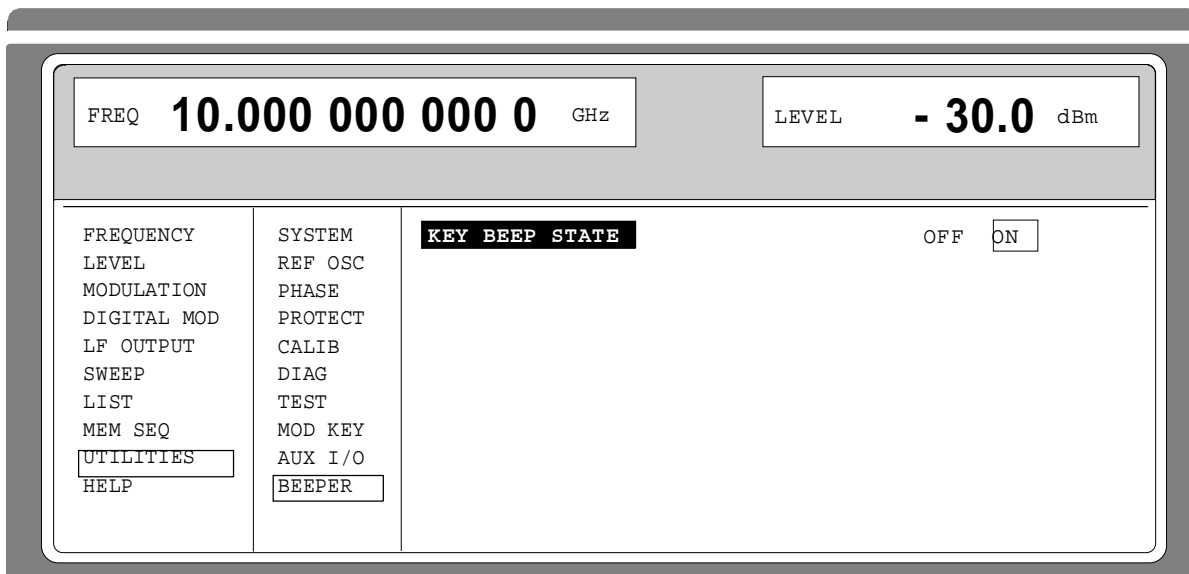 FREQ 10.000 000 000 0 GHz LEVEL - 30.0 dBm
FREQUENCY SYSTEM KEY BEEP STATE OFF ON
LEVEL REF OSC
MODULATION PHASE
DIGITAL MOD PROTECT
LF OUTPUT CALIB
SWEEP DIAG
LIST TEST
MEM SEQ MOD KEY
UTILITIES AUX I/O
HELP BEEPER